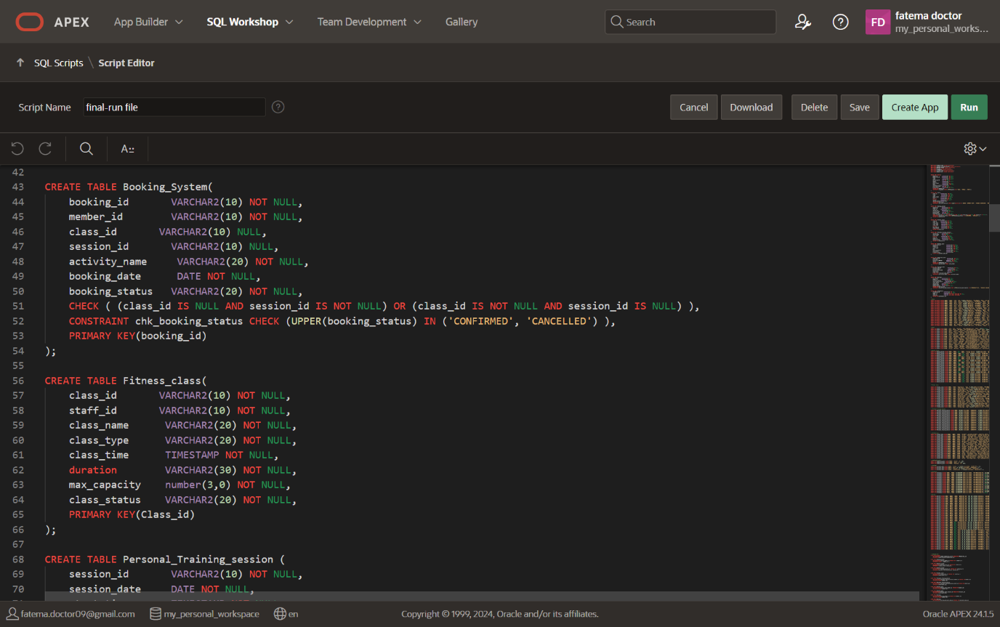 APEX App Builder SQL Workshop Team Development Gallery Search FD fatema doctor
my_personal_works...
SQL Scripts \ Script Editor
Script Name final-run file Cancel Download Delete Save Create App Run
A::
42
43 CREATE TABLE Booking_System(
44 booking_id VARCHAR2(10) NOT NULL,
45 member_id VARCHAR2(10) NOT NULL,
46 class_id VARCHAR2(10) NULL,
47 session_id VARCHAR2(10) NULL,
48 activity_name VARCHAR2(20) NOT NULL,
49 booking_date DATE NOT NULL,
50 booking_status VARCHAR2(20) NOT NULL,
51 CHECK ( (class_id IS NULL AND session_id IS NOT NULL) OR (class_id IS NOT NULL AND session_id IS NULL) ),
52 CONSTRAINT chk_booking_status CHECK (UPPER(booking_status) IN ('CONFIRMED', 'CANCELLED') ),
53 PRIMARY KEY(booking_id)
54 );
55
56 CREATE TABLE Fitness_class(
57 class_id VARCHAR2(10) NOT NULL,
58 staff_id VARCHAR2(10) NOT NULL,
59 class_name VARCHAR2(20) NOT NULL,
60 class_type VARCHAR2(20) NOT NULL,
61 class_time TIMESTAMP NOT NULL,
62 duration VARCHAR2(30) NOT NULL,
63 max_capacity number(3,0) NOT NULL,
64 class_status VARCHAR2(20) NOT NULL,
65 PRIMARY KEY(Class_id)
66 );
67
68 CREATE TABLE Personal_Training_session (
69 session_id VARCHAR2(10) NOT NULL,
70 session_date DATE NOT NULL,
fatema.doctor09@gmail.com my_personal_workspace en Copyright © 1999, 2024, Oracle and/or its affiliates. Oracle APEX 24.1.5